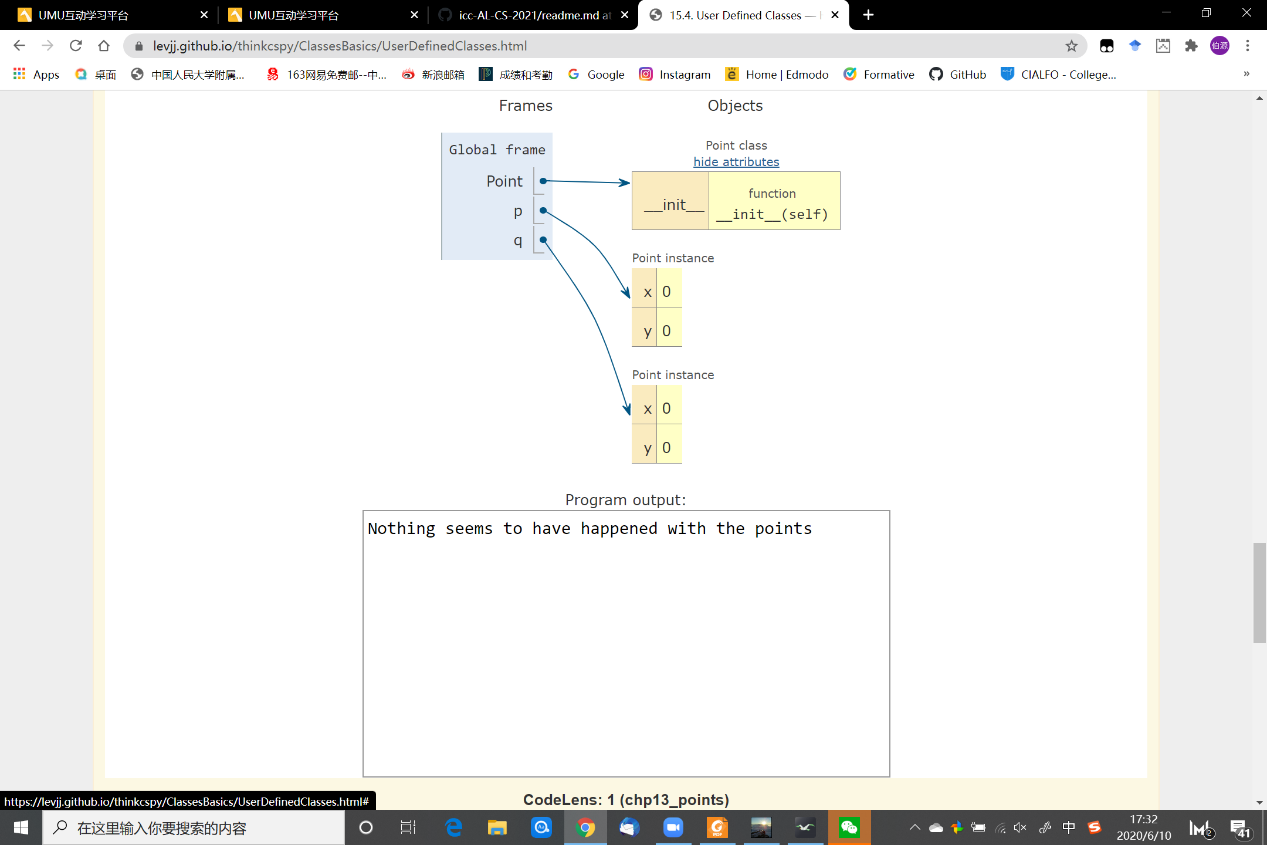 UMU互动学习平台
UMU互动学习平台
icc-AL-CS-2021/readme.md at
15.4. User Defined Classes —
levjj.github.io/thinkcspy/ClassesBasics/UserDefinedClasses.html
伯源
Apps
桌面
中国人民大学附属...
163网易免费邮--中...
新浪邮箱
成绩和考勤
Google
Instagram
Home | Edmodo
Formative
GitHub
CIALFO - College...
»
Frames
Objects
Global frame
Point
p
q
Point class
hide attributes
__init__
function
__init__(self)
Point instance
x 0
y 0
Point instance
x 0
y 0
Program output:
Nothing seems to have happened with the points
CodeLens: 1 (chp13_points)
https://levjj.github.io/thinkcspy/ClassesBasics/UserDefinedClasses.html#
在这里输入你要搜索的内容
中
17:32
2020/6/10
2
41